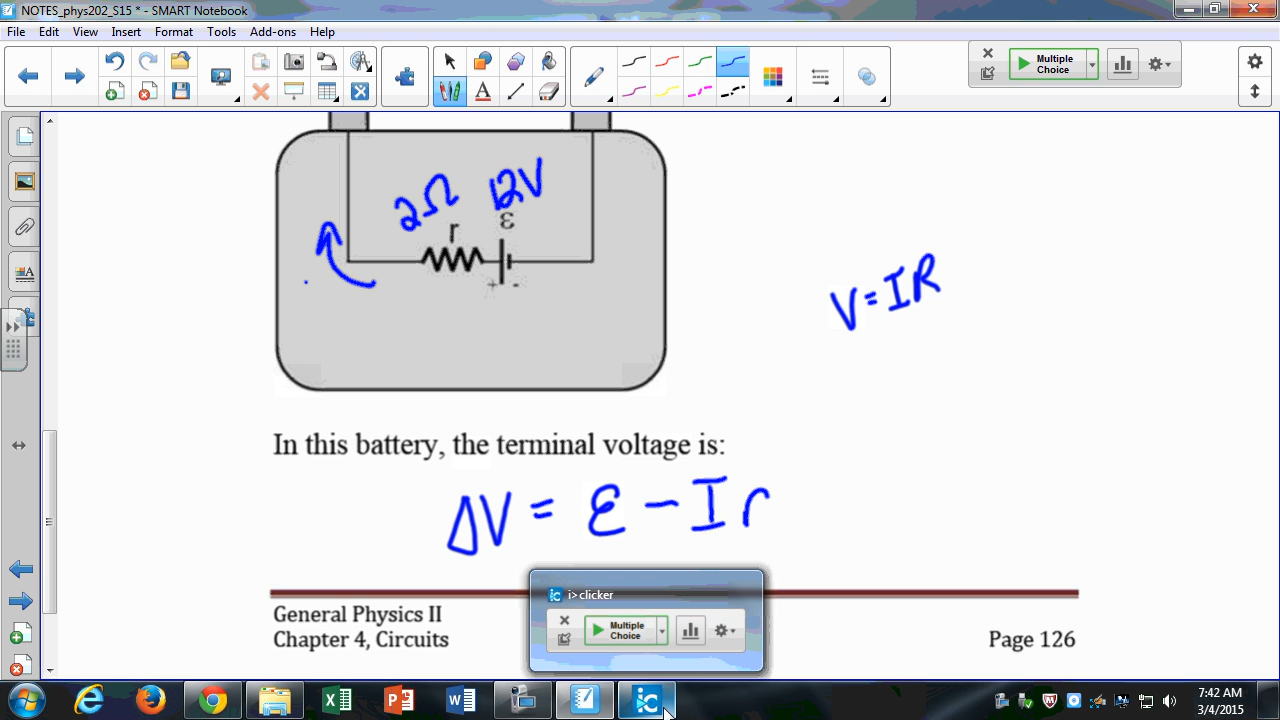 NOTES_phys202_S15 * - SMART Notebook
File Edit View Insert Format Tools Add-ons Help
Multiple
Choice
2Ω 12V
r ε
+ -
V=IR
In this battery, the terminal voltage is:
ΔV = ε - Ir
i>clicker
Multiple
Choice
General Physics II
Chapter 4, Circuits
Page 126
7:42 AM
3/4/2015